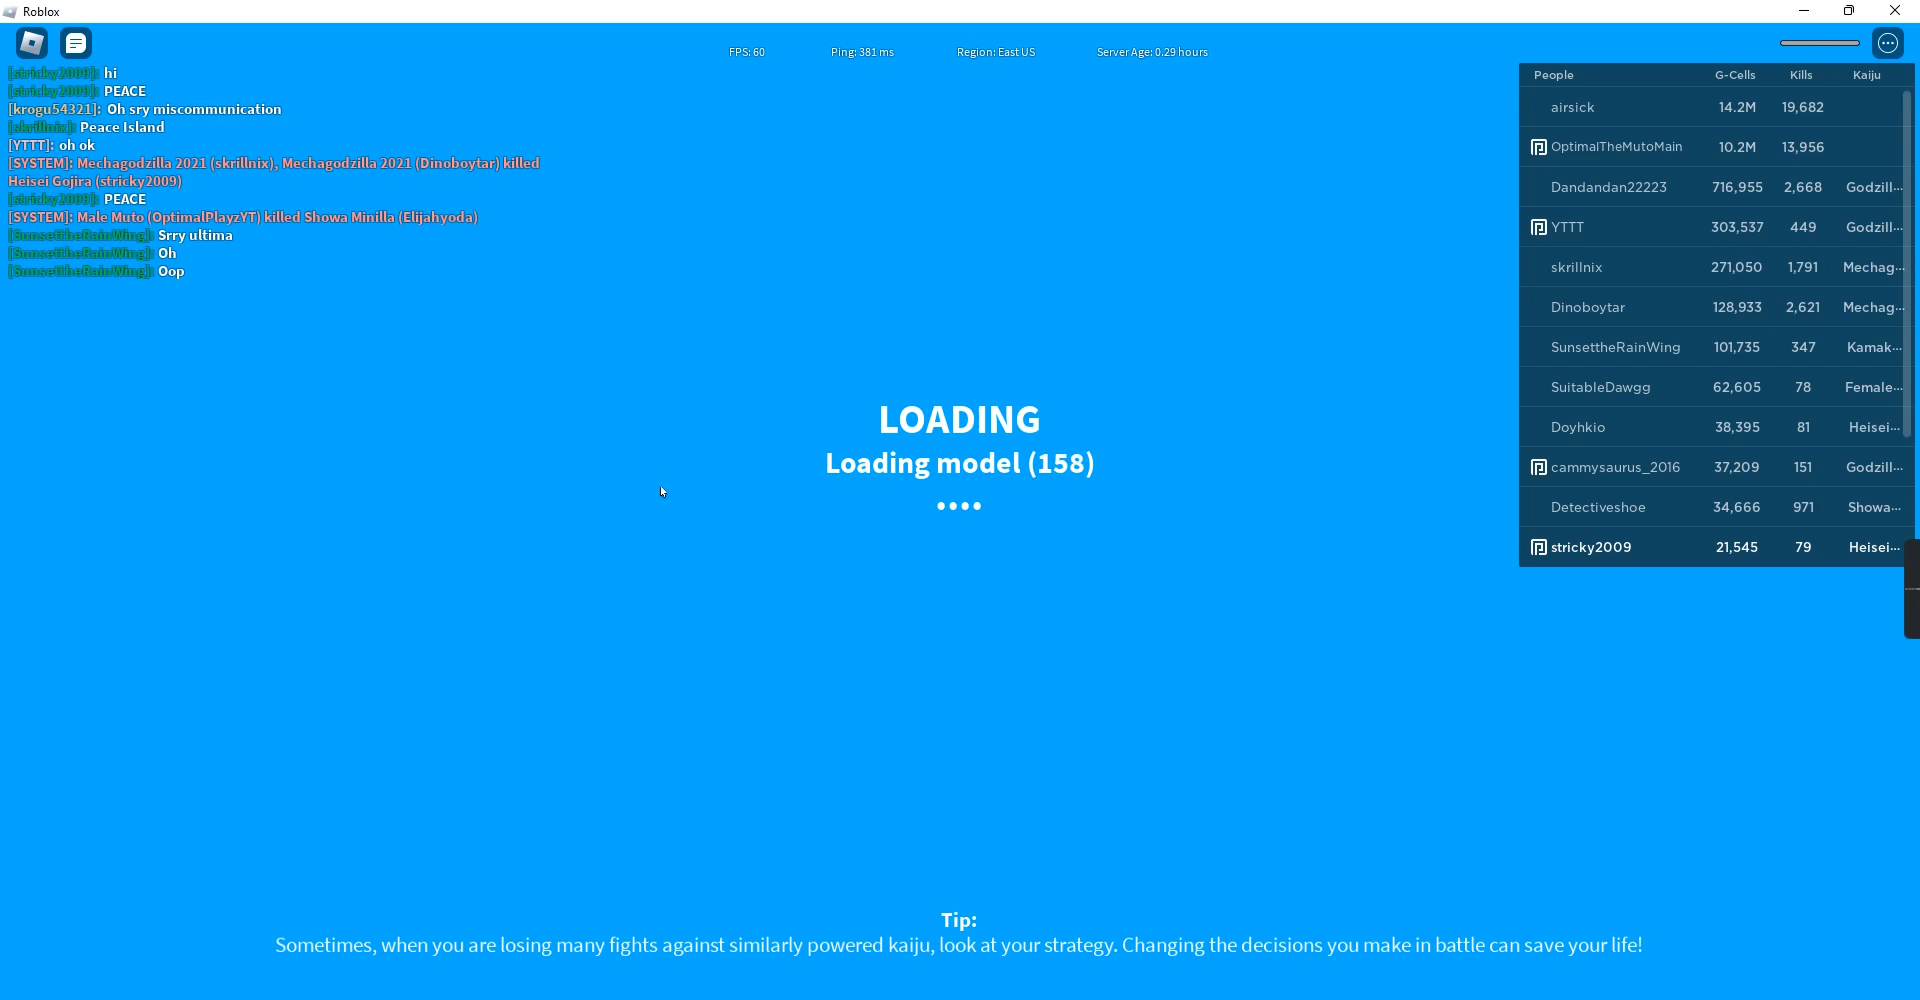 Roblox
FPS: 60 Ping: 381 ms Region: East US Server Age: 0.29 hours
[stricky2009]: hi
[stricky2009]: PEACE
[krogu54321]: Oh sry miscommunication
[skrillnix]: Peace Island
[YTTT]: oh ok
[SYSTEM]: Mechagodzilla 2021 (skrillnix), Mechagodzilla 2021 (Dinoboytar) killed
Heisei Gojira (stricky2009)
[stricky2009]: PEACE
[SYSTEM]: Male Muto (OptimalPlayzYT) killed Showa Minilla (Elijahyoda)
[SunsettheRainWing]: Srry ultima
[SunsettheRainWing]: Oh
[SunsettheRainWing]: Oop
People G-Cells Kills Kaiju
airsick 14.2M 19,682
OptimalTheMutoMain 10.2M 13,956
Dandandan22223 716,955 2,668 Godzill...
YTTT 303,537 449 Godzill...
skrillnix 271,050 1,791 Mechag...
Dinoboytar 128,933 2,621 Mechag...
SunsettheRainWing 101,735 347 Kamak...
SuitableDawgg 62,605 78 Female...
Doyhkio 38,395 81 Heisei...
cammysaurus_2016 37,209 151 Godzill...
Detectiveshoe 34,666 971 Showa...
stricky2009 21,545 79 Heisei...
LOADING
Loading model (158)
Tip:
Sometimes, when you are losing many fights against similarly powered kaiju, look at your strategy. Changing the decisions you make in battle can save your life!